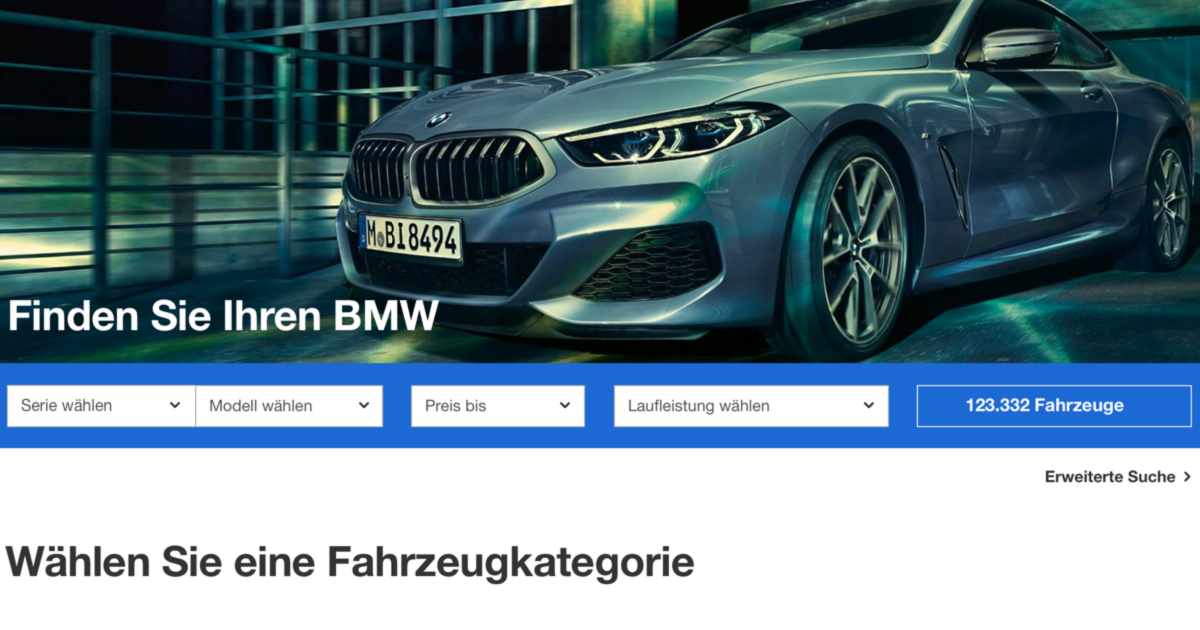 M BI 8494
Finden Sie Ihren BMW
Serie wählen
Modell wählen
Preis bis
Laufleistung wählen
123.332 Fahrzeuge
Erweiterte Suche
Wählen Sie eine Fahrzeugkategorie